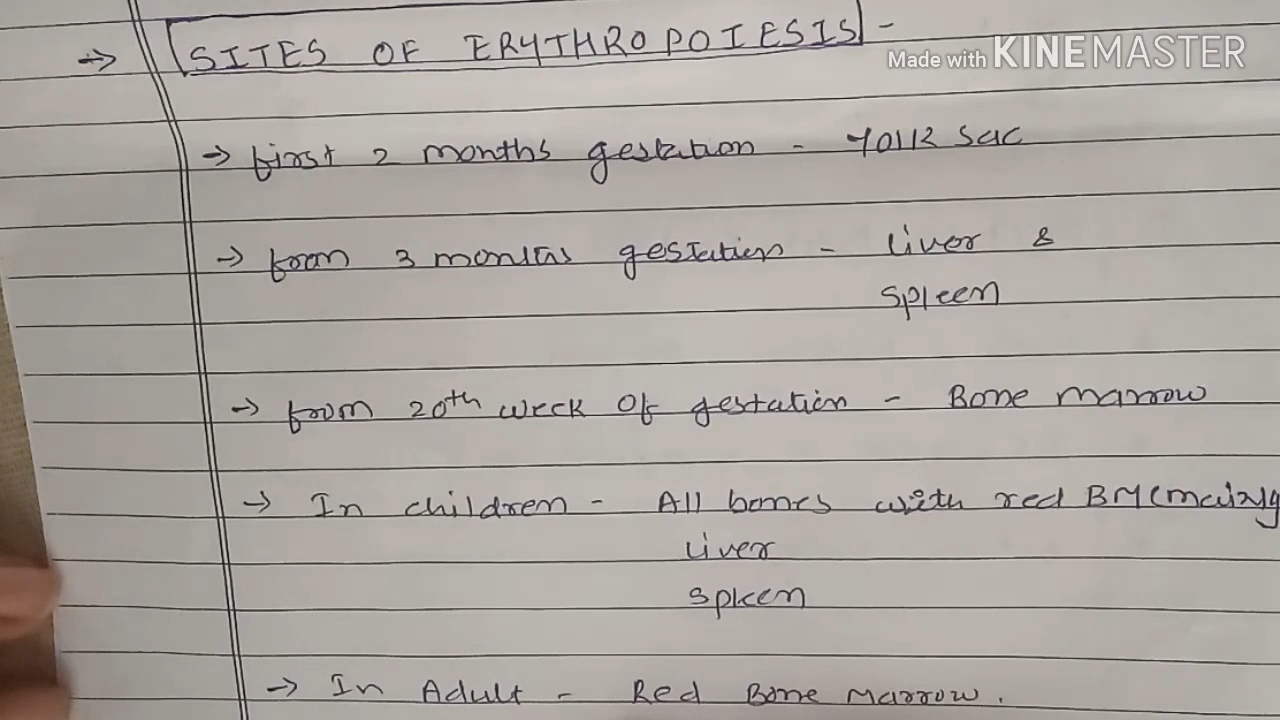 → SITES OF ERYTHROPOIESIS -
Made with KINEMASTER
→ first 2 months gestation - Yolk sac
→ from 3 months gestation - Liver &
Spleen
→ from 20th week of gestation - Bone marrow
→ In children - All bones with red BM (mainly
Liver
Spleen
→ In Adult - Red Bone Marrow.